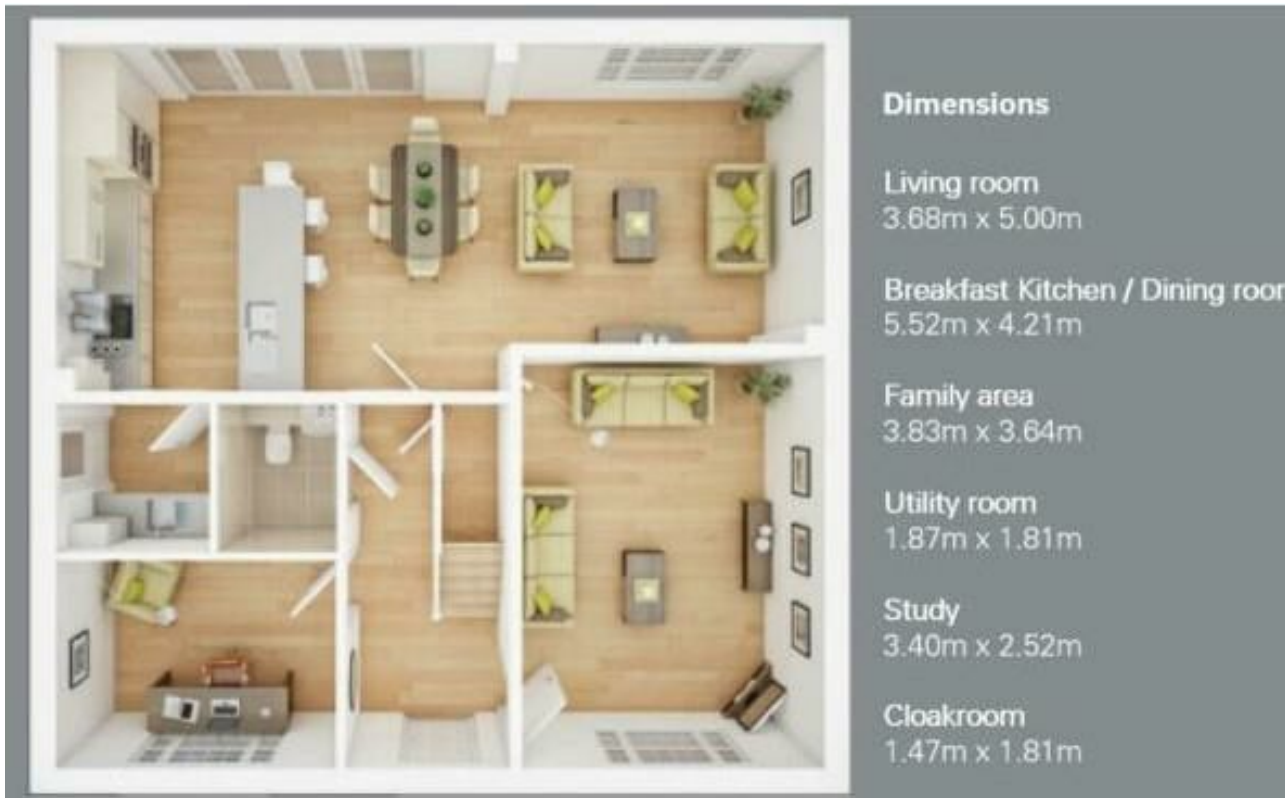 Dimensions
Living room
3.68m x 5.00m
Breakfast Kitchen / Dining roor
5.52m x 4.21m
Family area
3.83m x 3.64m
Utility room
1.87m x 1.81m
Study
3.40m x 2.52m
Cloakroom
1.47m x 1.81m